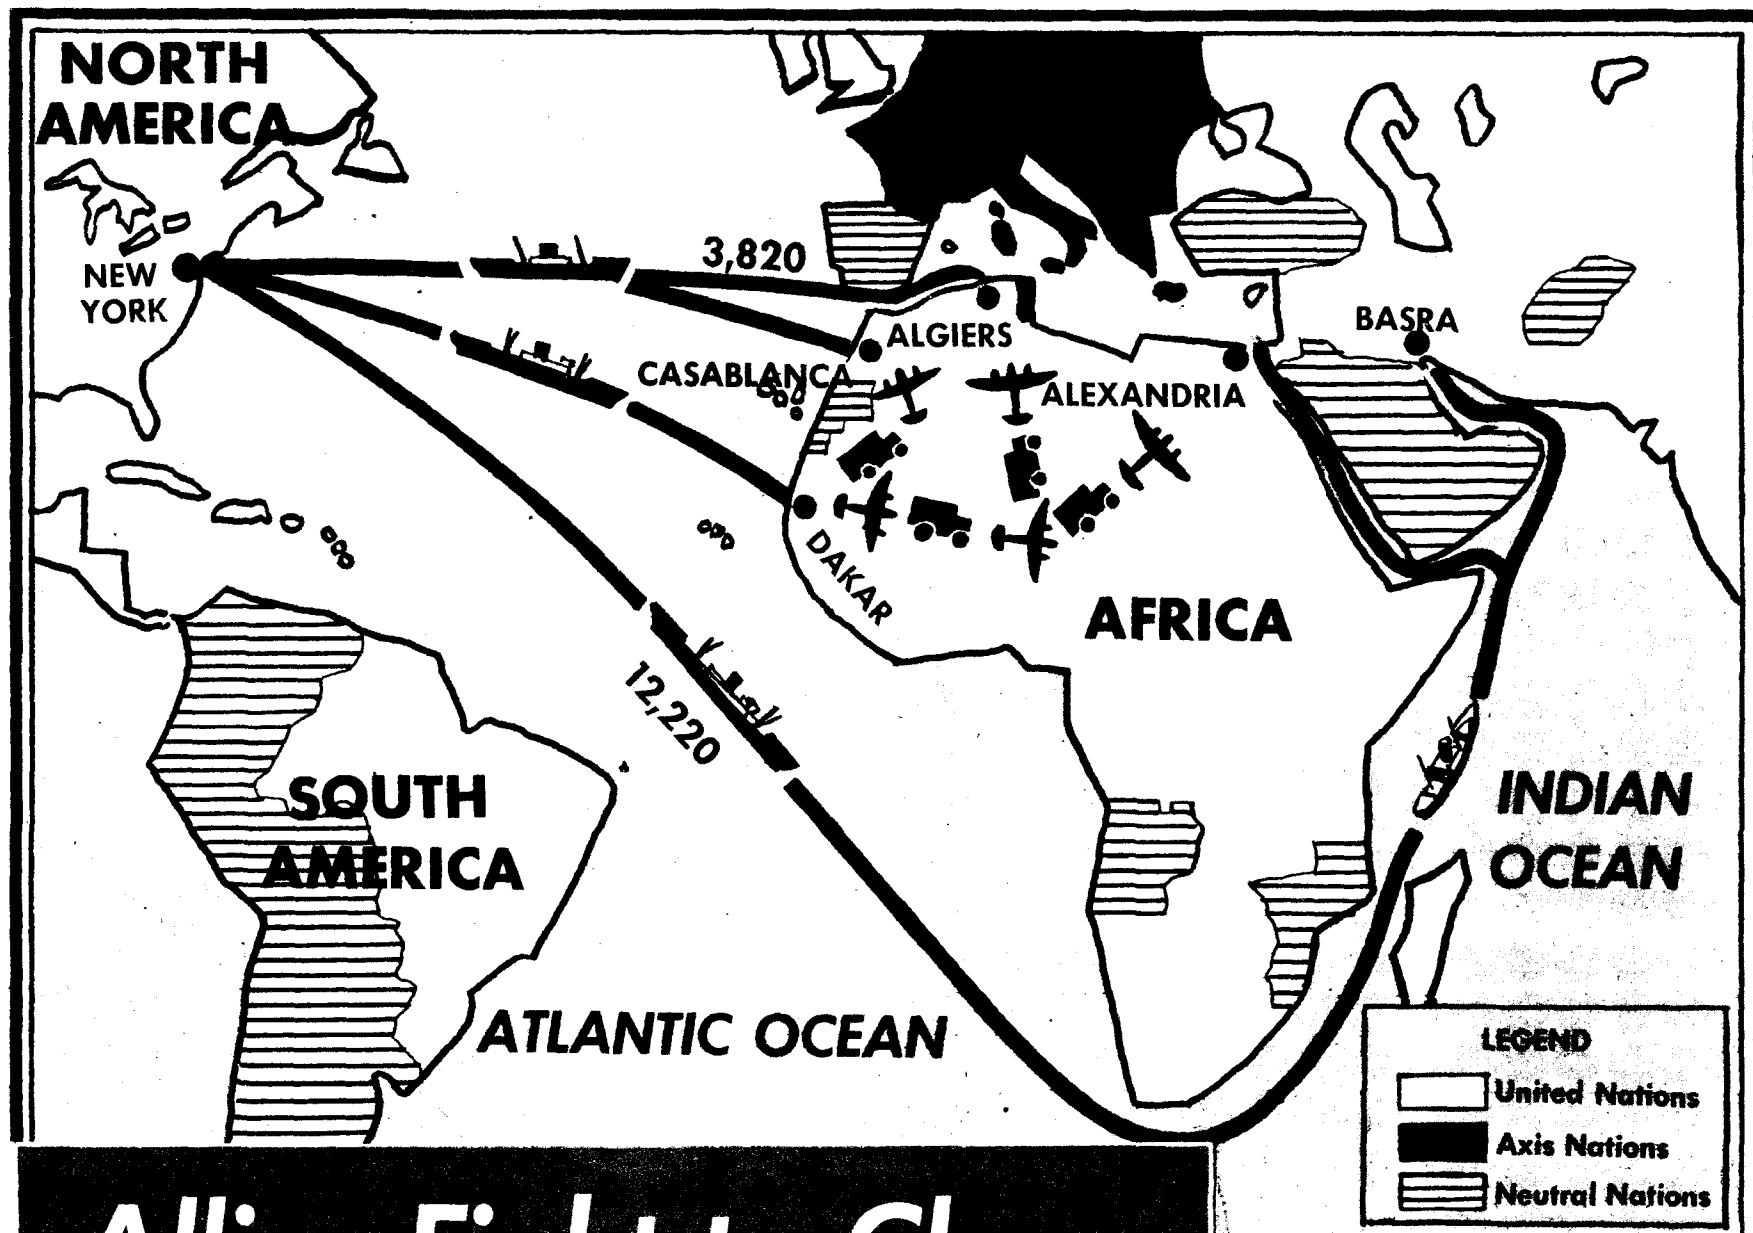 NORTH
AMERICA
NEW
YORK
3,820
ALGIERS
CASABLANCA
ALEXANDRIA
BASRA
DAKAR
AFRICA
12,220
SOUTH
AMERICA
INDIAN
OCEAN
ATLANTIC OCEAN
LEGEND
United Nations
Axis Nations
Neutral Nations